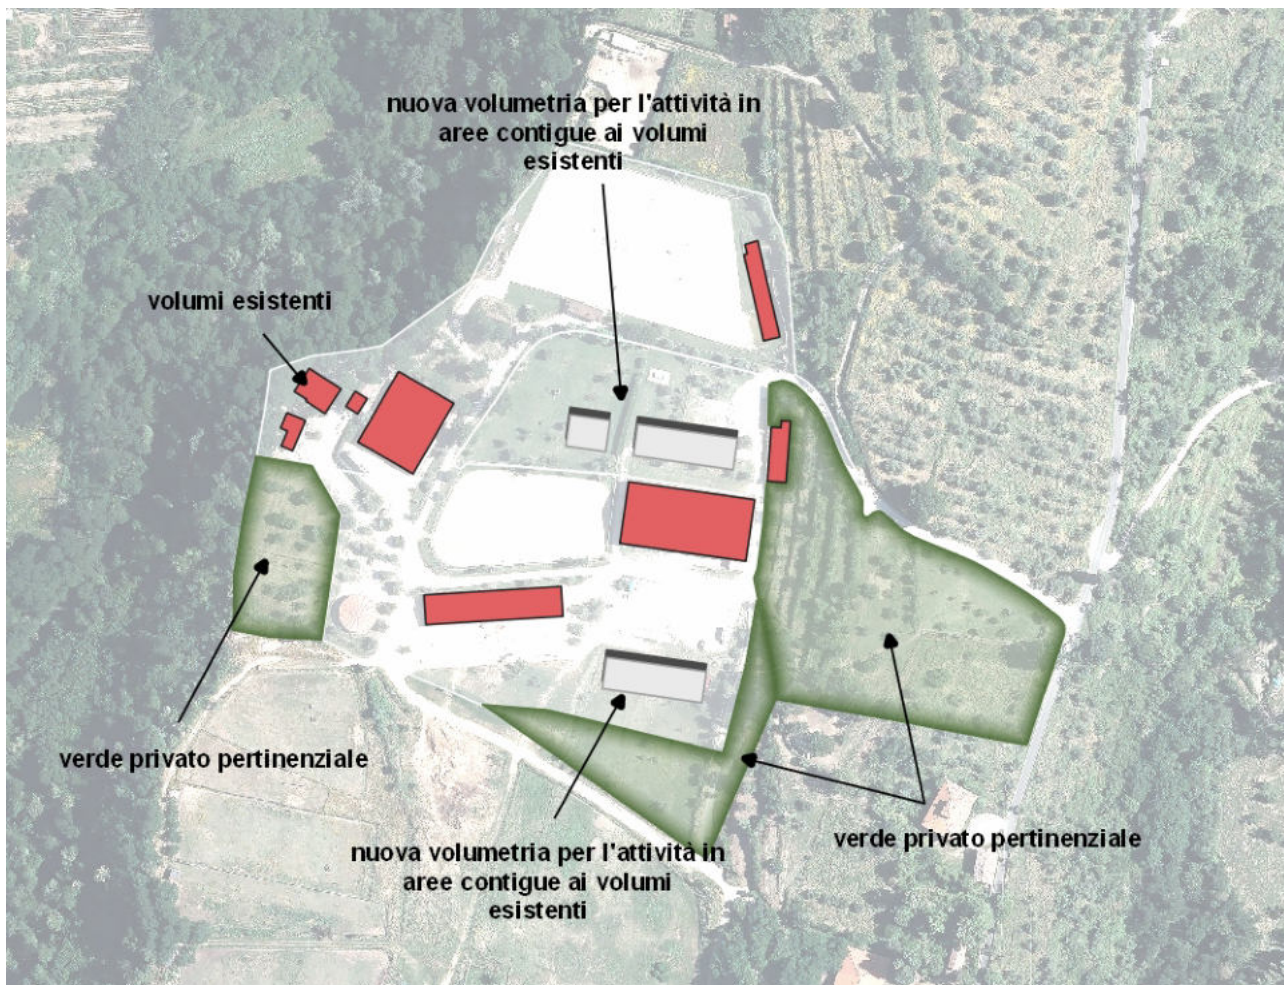 nuova volumetria per l'attività in
aree contigue ai volumi
esistenti
volumi esistenti
verde privato pertinenziale
verde privato pertinenziale
nuova volumetria per l'attività in
aree contigue ai volumi
esistenti